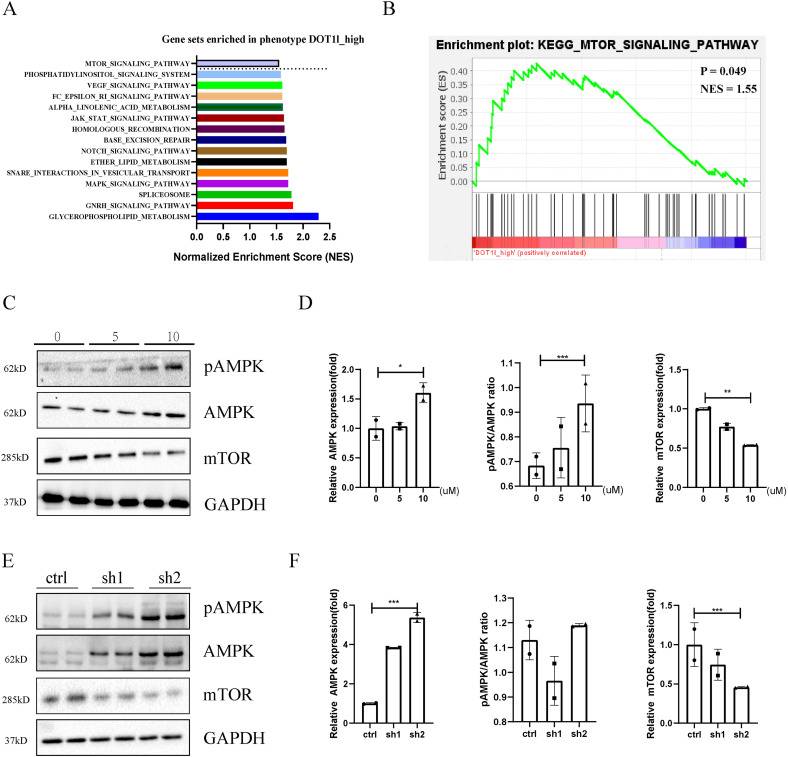 A
Gene sets enriched in phenotype DOT1l_high
MTOR_SIGNALING_PATHWAY
PHOSPHATIDYLINOSITOL_SIGNALING_SYSTEM
VEGF_SIGNALING_PATHWAY
FC_EPSILON_RI_SIGNALING_PATHWAY
ALPHA_LINOLENIC_ACID_METABOLISM
JAK_STAT_SIGNALING_PATHWAY
HOMOLOGOUS_RECOMBINATION
BASE_EXCISION_REPAIR
NOTCH_SIGNALING_PATHWAY
ETHER_LIPID_METABOLISM
SNARE_INTERACTIONS_IN_VESICULAR_TRANSPORT
MAPK_SIGNALING_PATHWAY
SPLICEOSOME
GNRH_SIGNALING_PATHWAY
GLYCEROPHOSPHOLIPID_METABOLISM
0.0 0.5 1.0 1.5 2.0 2.5
Normalized Enrichment Score (NES)
B
Enrichment plot: KEGG_MTOR_SIGNALING_PATHWAY
P = 0.049
NES = 1.55
Enrichment score (ES)
0.40
0.35
0.30
0.25
0.20
0.15
0.10
0.05
0.00
'DOT1l_high' (positively correlated)
C
0 5 10
62kD pAMPK
62kD AMPK
285kD mTOR
37kD GAPDH
D
Relative AMPK expression(fold)
2.0
1.5
1.0
0.5
0.0
*
0 5 10 (uM)
pAMPK/AMPK ratio
1.1
1.0
0.9
0.8
0.7
0.6
***
0 5 10 (uM)
Relative mTOR expression(fold)
1.5
1.0
0.5
0.0
**
0 5 10 (uM)
E
ctrl sh1 sh2
62kD pAMPK
62kD AMPK
285kD mTOR
37kD GAPDH
F
Relative AMPK expression(fold)
6
4
2
0
***
ctrl sh1 sh2
pAMPK/AMPK ratio
1.3
1.2
1.1
1.0
0.9
0.8
ctrl sh1 sh2
Relative mTOR expression(fold)
1.5
1.0
0.5
0.0
***
ctrl sh1 sh2